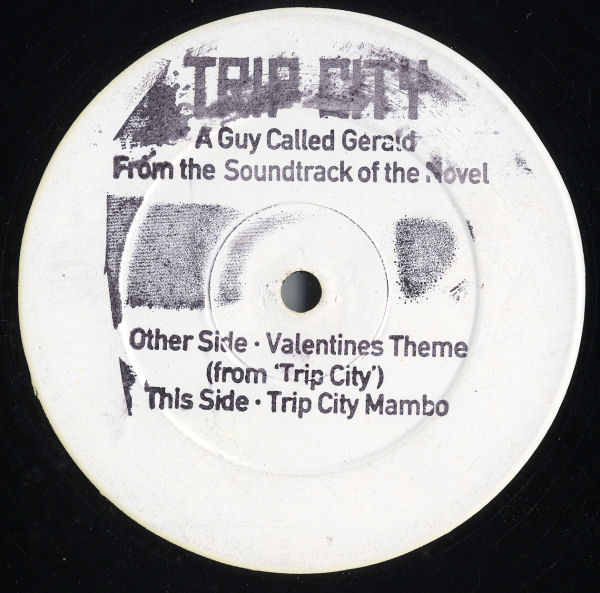 TRIP CITY
A Guy Called Gerald
From the Soundtrack of the Novel
Other Side · Valentines Theme
(from 'Trip City')
This Side · Trip City Mambo